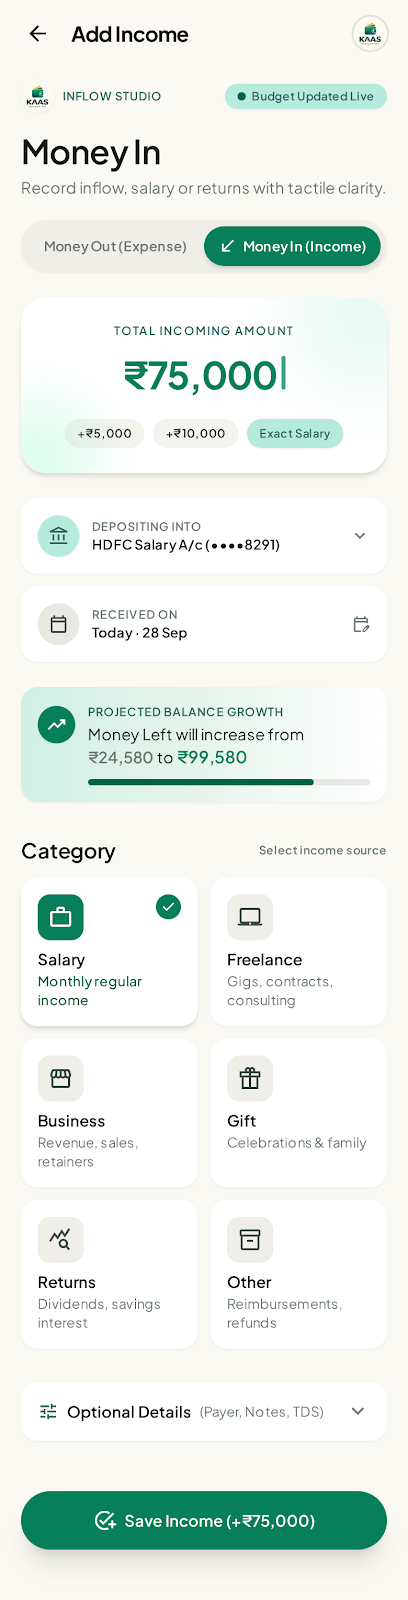 Add Income
KAAS
KAAS
INFLOW STUDIO
Budget Updated Live
Money In
Record inflow, salary or returns with tactile clarity.
Money Out (Expense)
Money In (Income)
TOTAL INCOMING AMOUNT
₹75,000
+₹5,000
+₹10,000
Exact Salary
DEPOSITING INTO
HDFC Salary A/c (••••8291)
RECEIVED ON
Today · 28 Sep
PROJECTED BALANCE GROWTH
Money Left will increase from
₹24,580 to ₹99,580
Category
Select income source
Salary
Monthly regular
income
Freelance
Gigs, contracts,
consulting
Business
Revenue, sales,
retainers
Gift
Celebrations & family
Returns
Dividends, savings
interest
Other
Reimbursements,
refunds
Optional Details (Payer, Notes, TDS)
Save Income (+₹75,000)